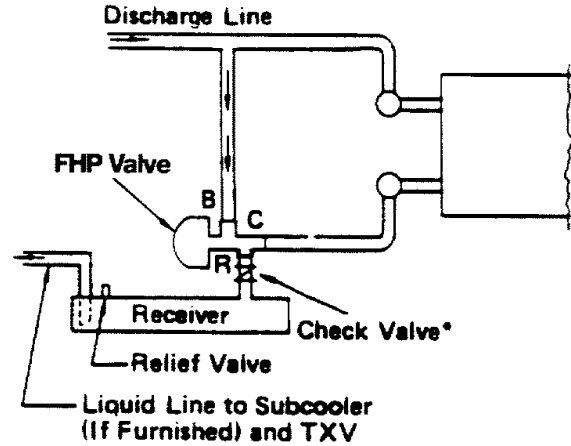 Discharge Line
FHP Valve
B
C
R
Receiver
Check Valve*
Relief Valve
Liquid Line to Subcooler
(If Furnished) and TXV